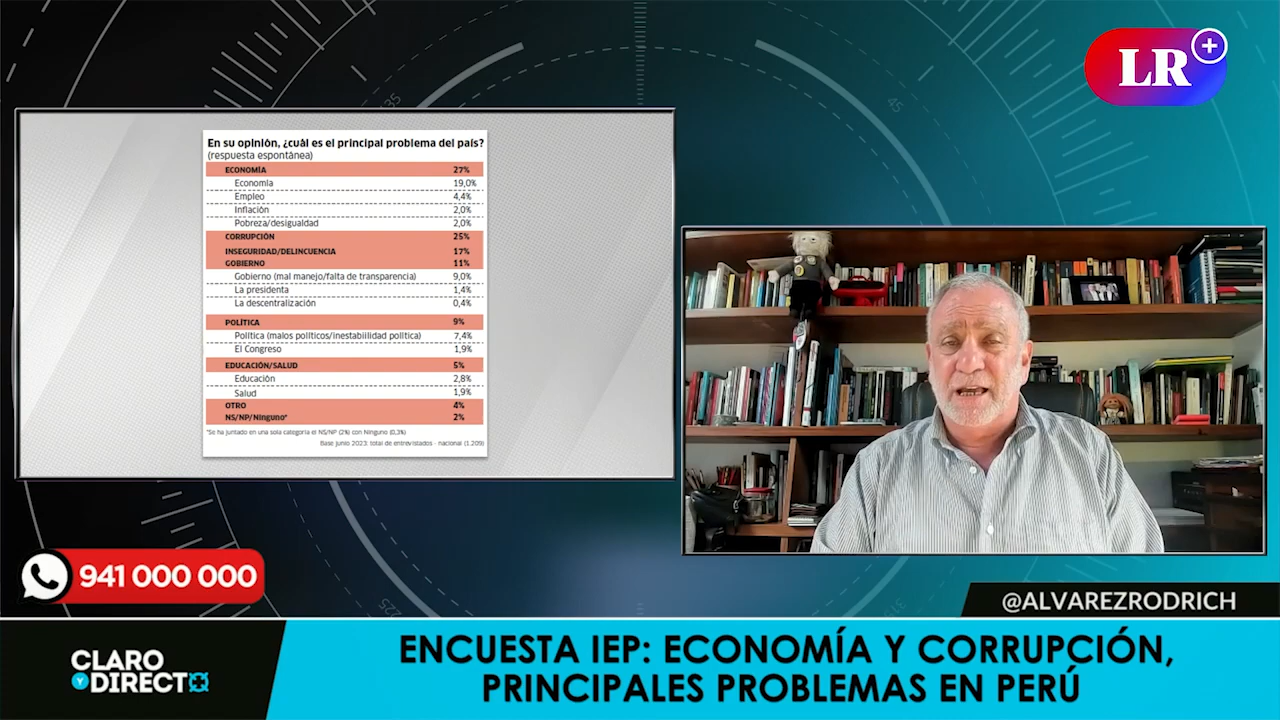 LR+
En su opinión, ¿cuál es el principal problema del país?
(respuesta espontánea)
ECONOMÍA 27%
Economía 19,0%
Empleo 4,4%
Inflación 2,0%
Pobreza/desigualdad 2,0%
CORRUPCIÓN 25%
INSEGURIDAD/DELINCUENCIA 17%
GOBIERNO 11%
Gobierno (mal manejo/falta de transparencia) 9,0%
La presidenta 1,4%
La descentralización 0,4%
POLÍTICA 9%
Política (malos políticos/inestabilidad política) 7,4%
El Congreso 1,9%
EDUCACIÓN/SALUD 5%
Educación 2,8%
Salud 1,9%
OTRO 4%
NS/NP/Ninguno* 2%
*Se ha juntado en una sola categoría el NS/NP (2%) con Ninguno (0,3%)
Base junio 2023: total de entrevistados - nacional (1.209)
941 000 000
@ALVAREZRODRICH
CLARO
Y DIRECTO
ENCUESTA IEP: ECONOMÍA Y CORRUPCIÓN,
PRINCIPALES PROBLEMAS EN PERÚ